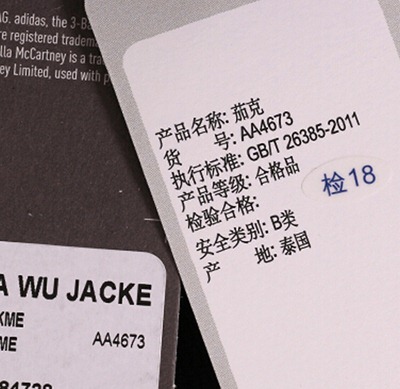 AG, adidas, the 3-B
re registered tradem
lla McCartney is a tra
ey Limited, used with p
产品名称: 茄克
货 号: AA4673
执行标准: GB/T 26385-2011
产品等级: 合格品
检验合格:
检18
安全类别: B类
产 地: 泰国
A WU JACKE
KME
ME
AA4673